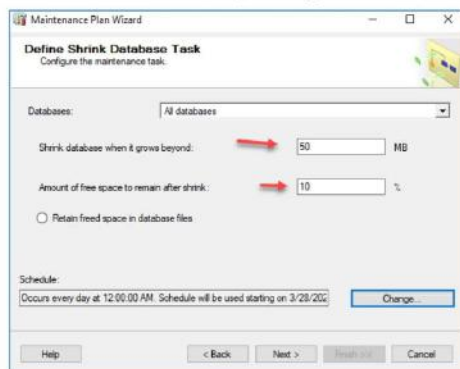 Maintenance Plan Wizard
Define Shrink Database Task
Configure the maintenance task.
Databases: All databases
Shrink database when it grows beyond: 50 MB
Amount of free space to remain after shrink: 10 %
Retain freed space in database files
Schedule:
Occurs every day at 12:00:00 AM. Schedule will be used starting on 3/28/202
Change...
Help < Back Next > Cancel